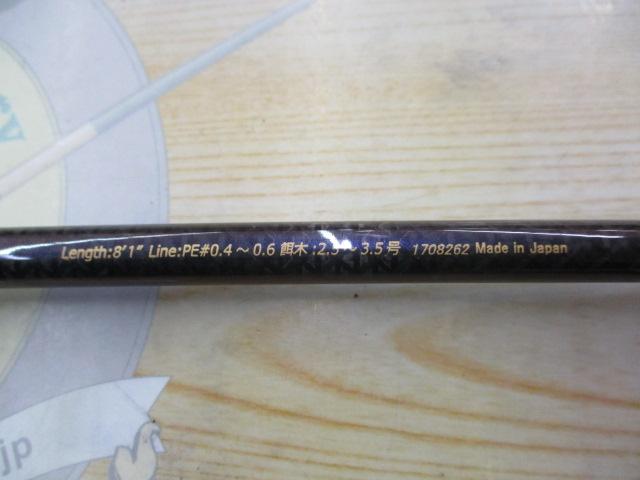 Length:8'1" Line:PE#0.4～0.6 餌木:2.5～3.5号 1708262 Made in Japan
jp